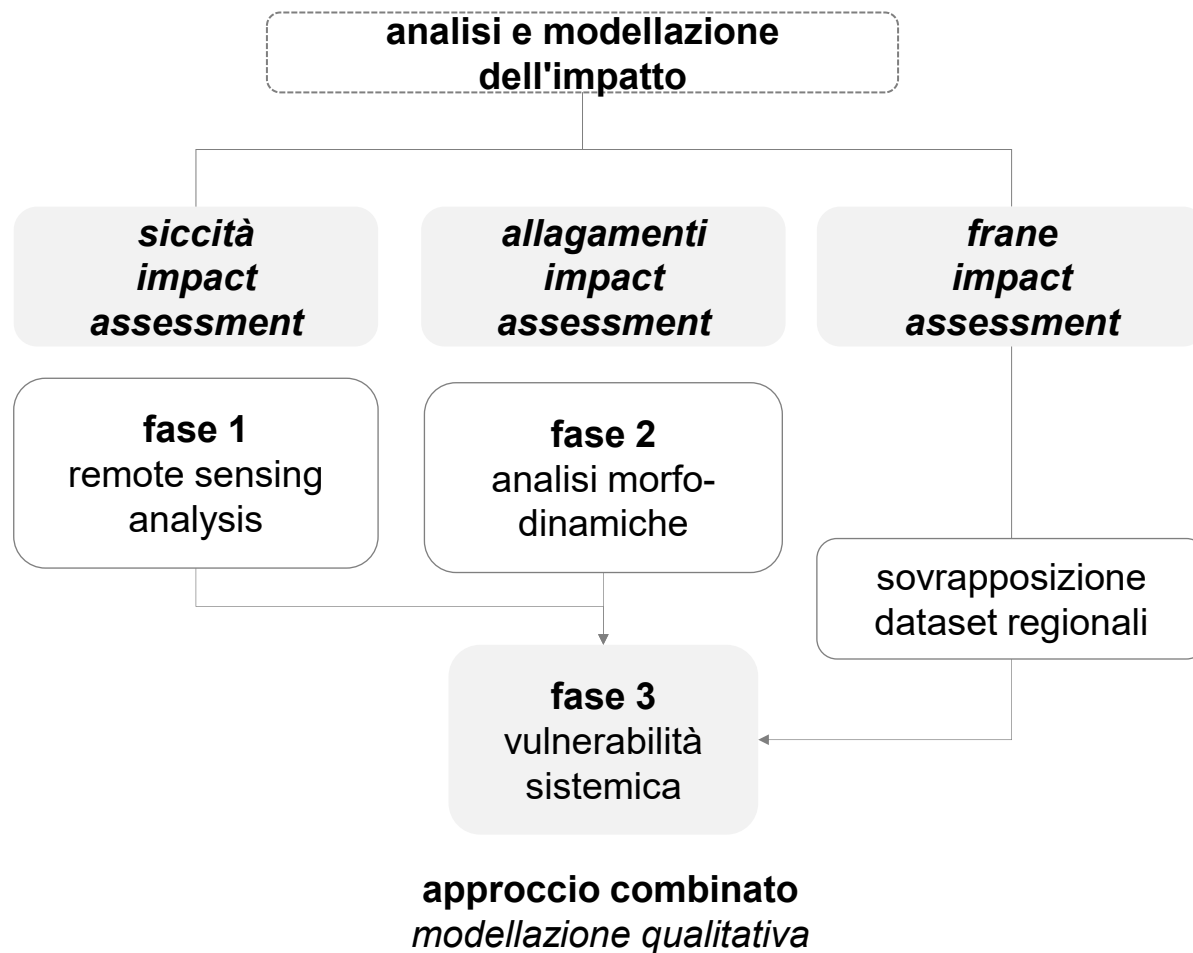 analisi e modellazione
dell'impatto
siccità
impact
assessment
allagamenti
impact
assessment
frane
impact
assessment
fase 1
remote sensing
analysis
fase 2
analisi morfo-
dinamiche
sovrapposizione
dataset regionali
fase 3
vulnerabilità
sistemica
approccio combinato
modellazione qualitativa